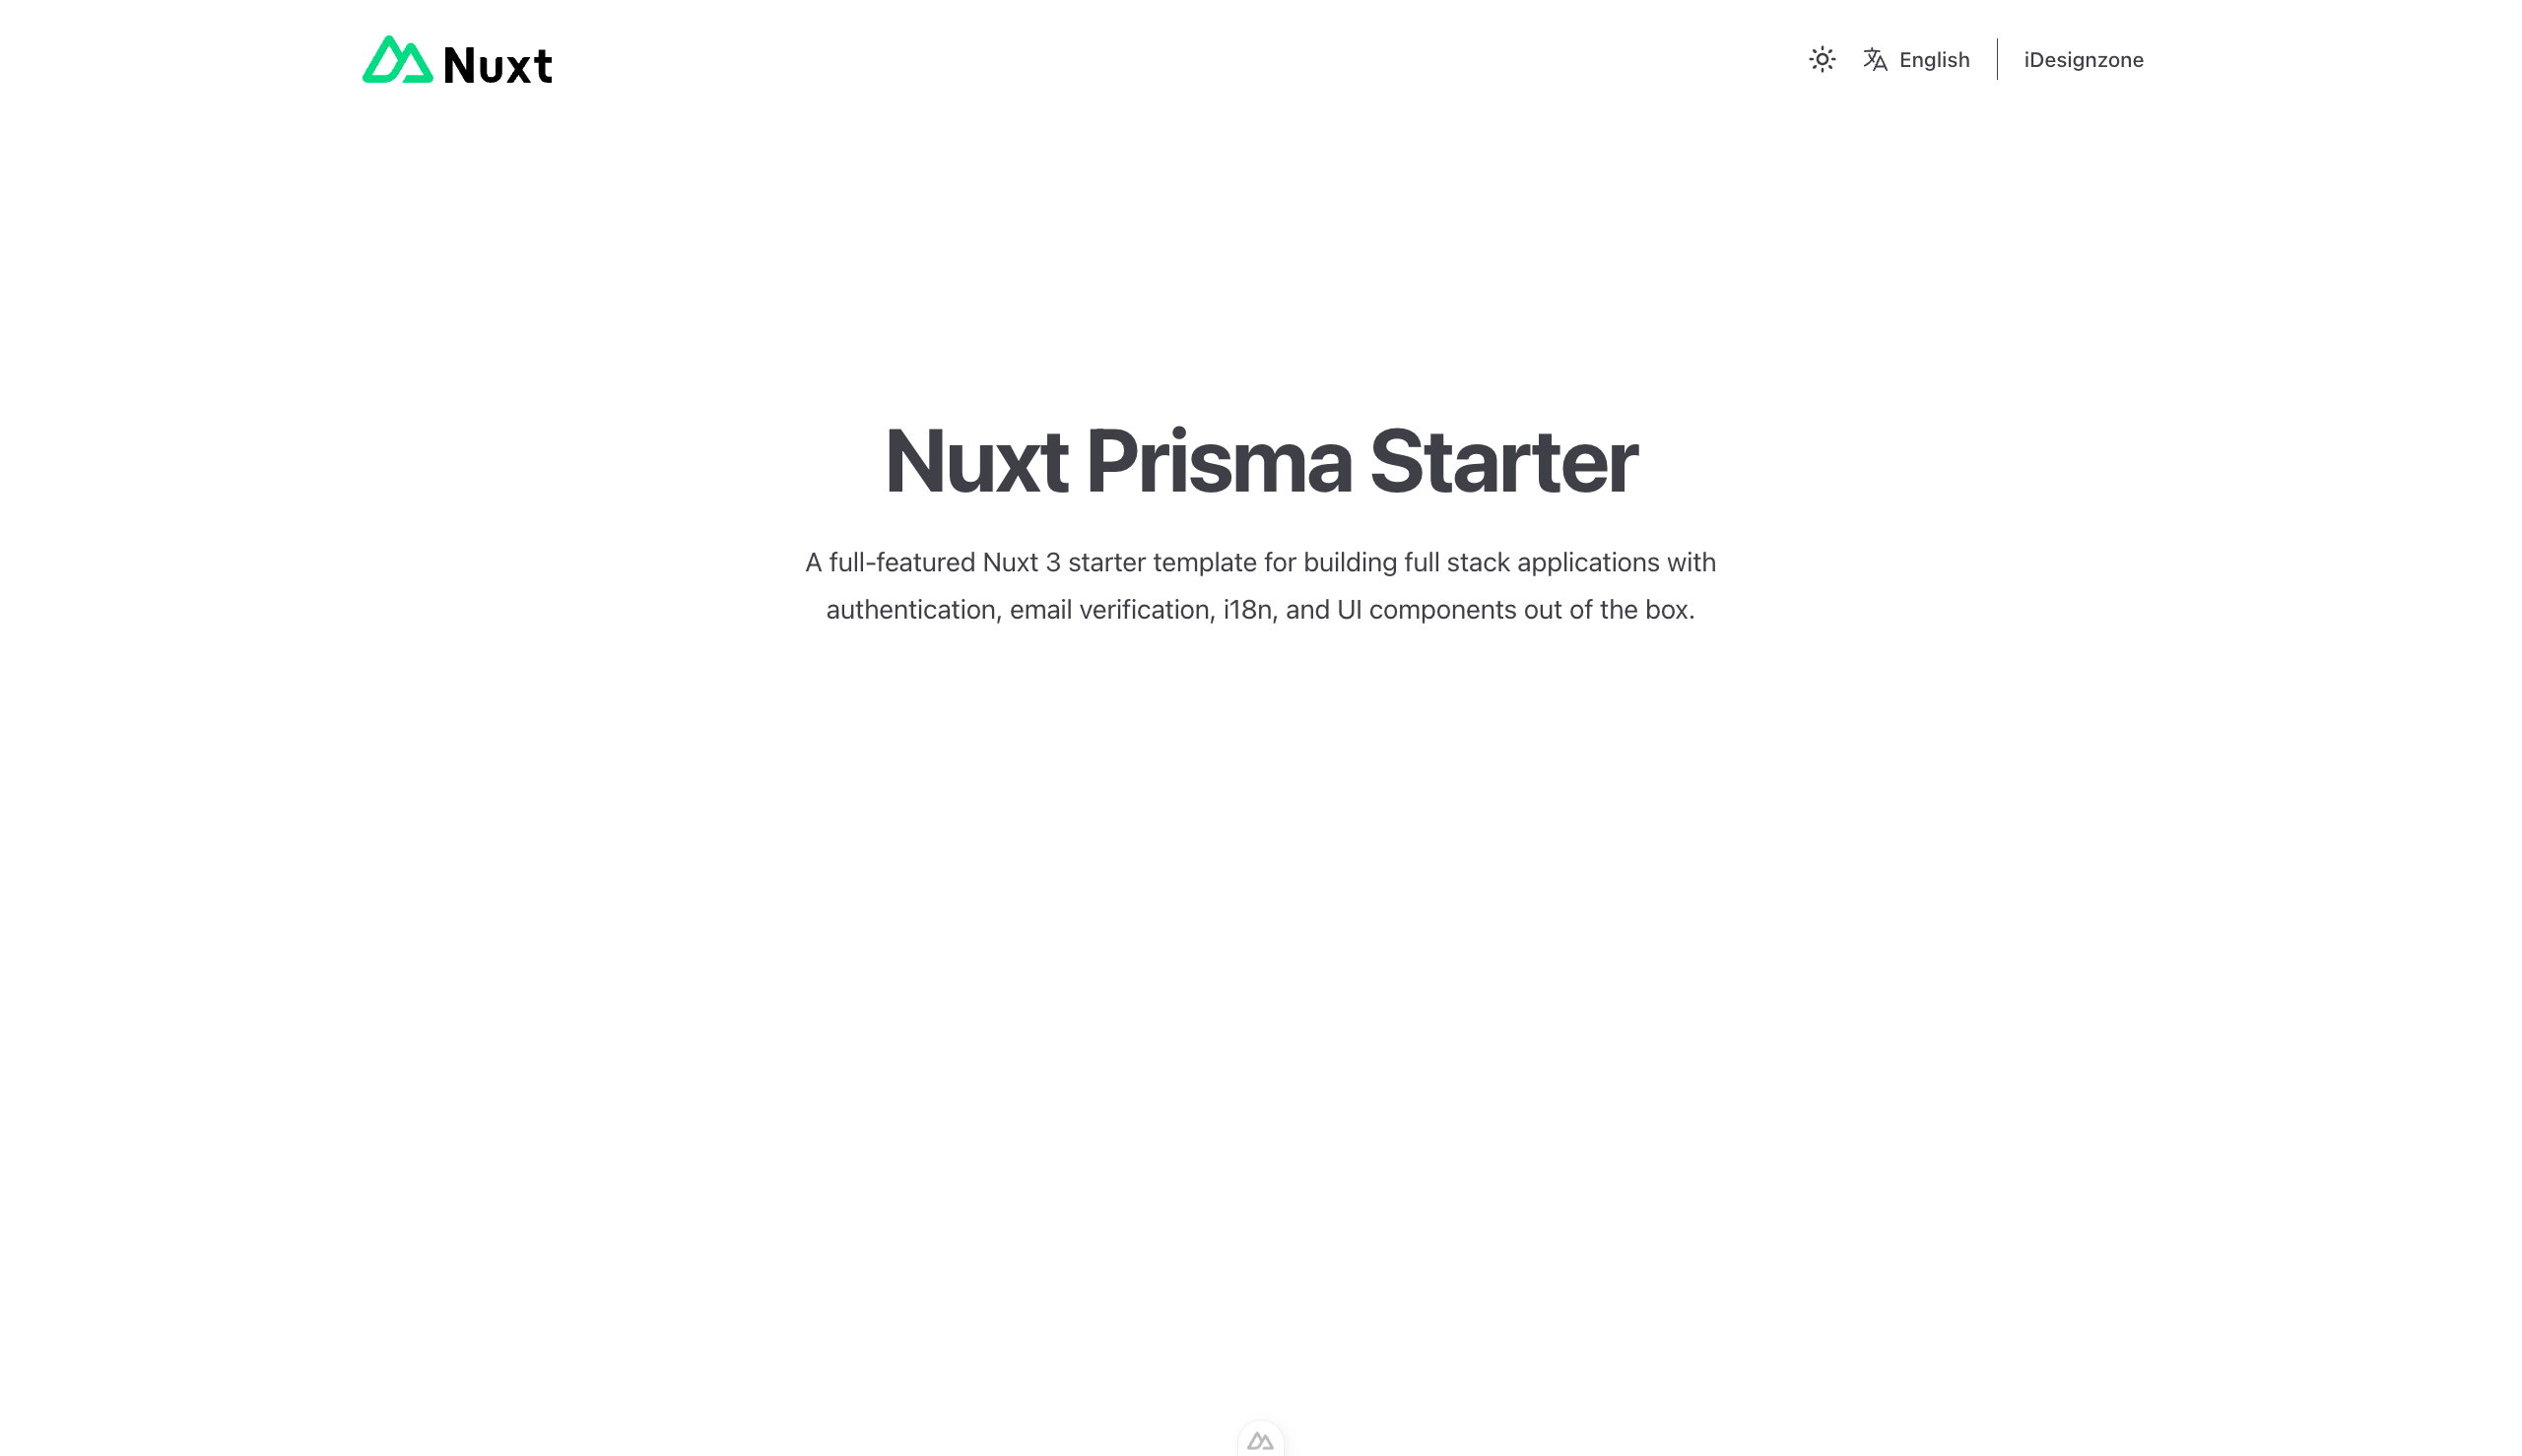 Nuxt
English
iDesignzone
Nuxt Prisma Starter
A full-featured Nuxt 3 starter template for building full stack applications with
authentication, email verification, i18n, and UI components out of the box.